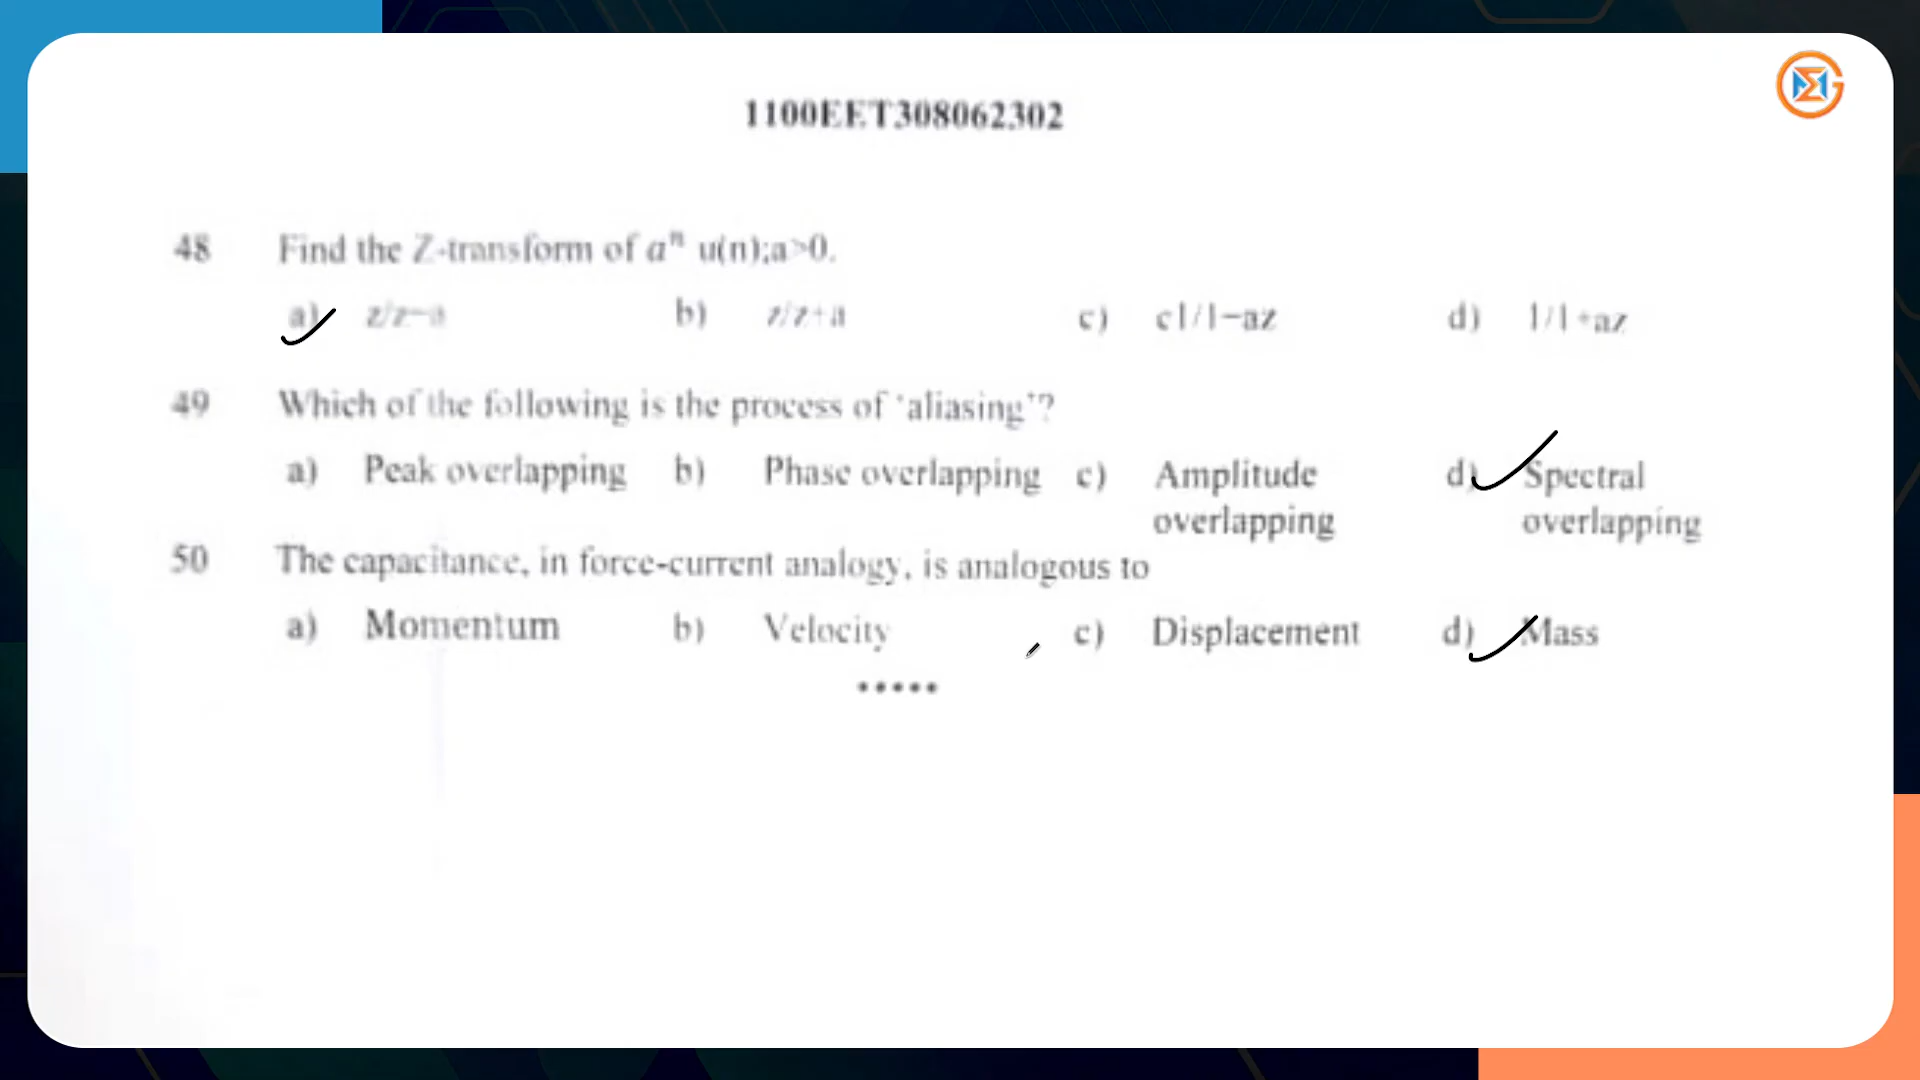 1100EET308062302
48 Find the Z-transform of aⁿ u(n);a>0.
a) z/z−a b) z/z+a c) c1/1−az d) 1/1+az
49 Which of the following is the process of ‘aliasing’?
a) Peak overlapping b) Phase overlapping c) Amplitude overlapping d) Spectral overlapping
50 The capacitance, in force-current analogy, is analogous to
a) Momentum b) Velocity c) Displacement d) Mass
*****